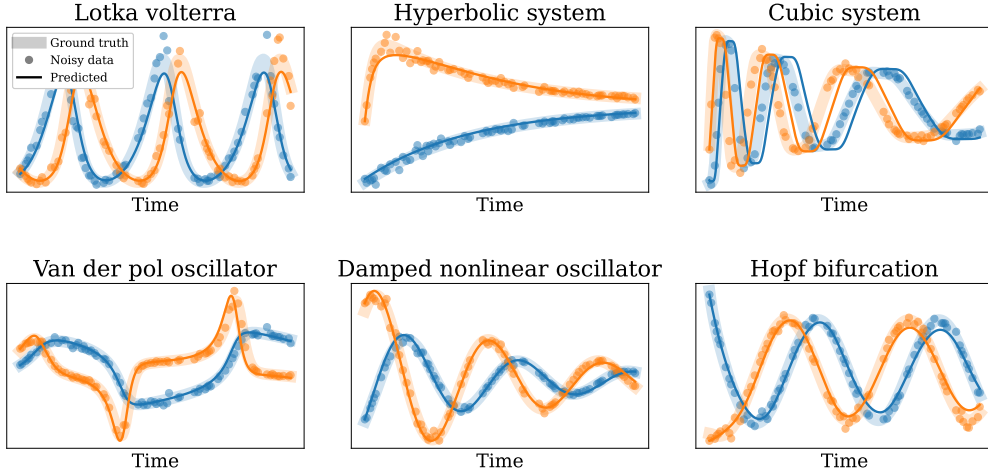 Lotka volterra
Ground truth
Noisy data
Predicted
Time
Hyperbolic system
Time
Cubic system
Time
Van der pol oscillator
Time
Damped nonlinear oscillator
Time
Hopf bifurcation
Time